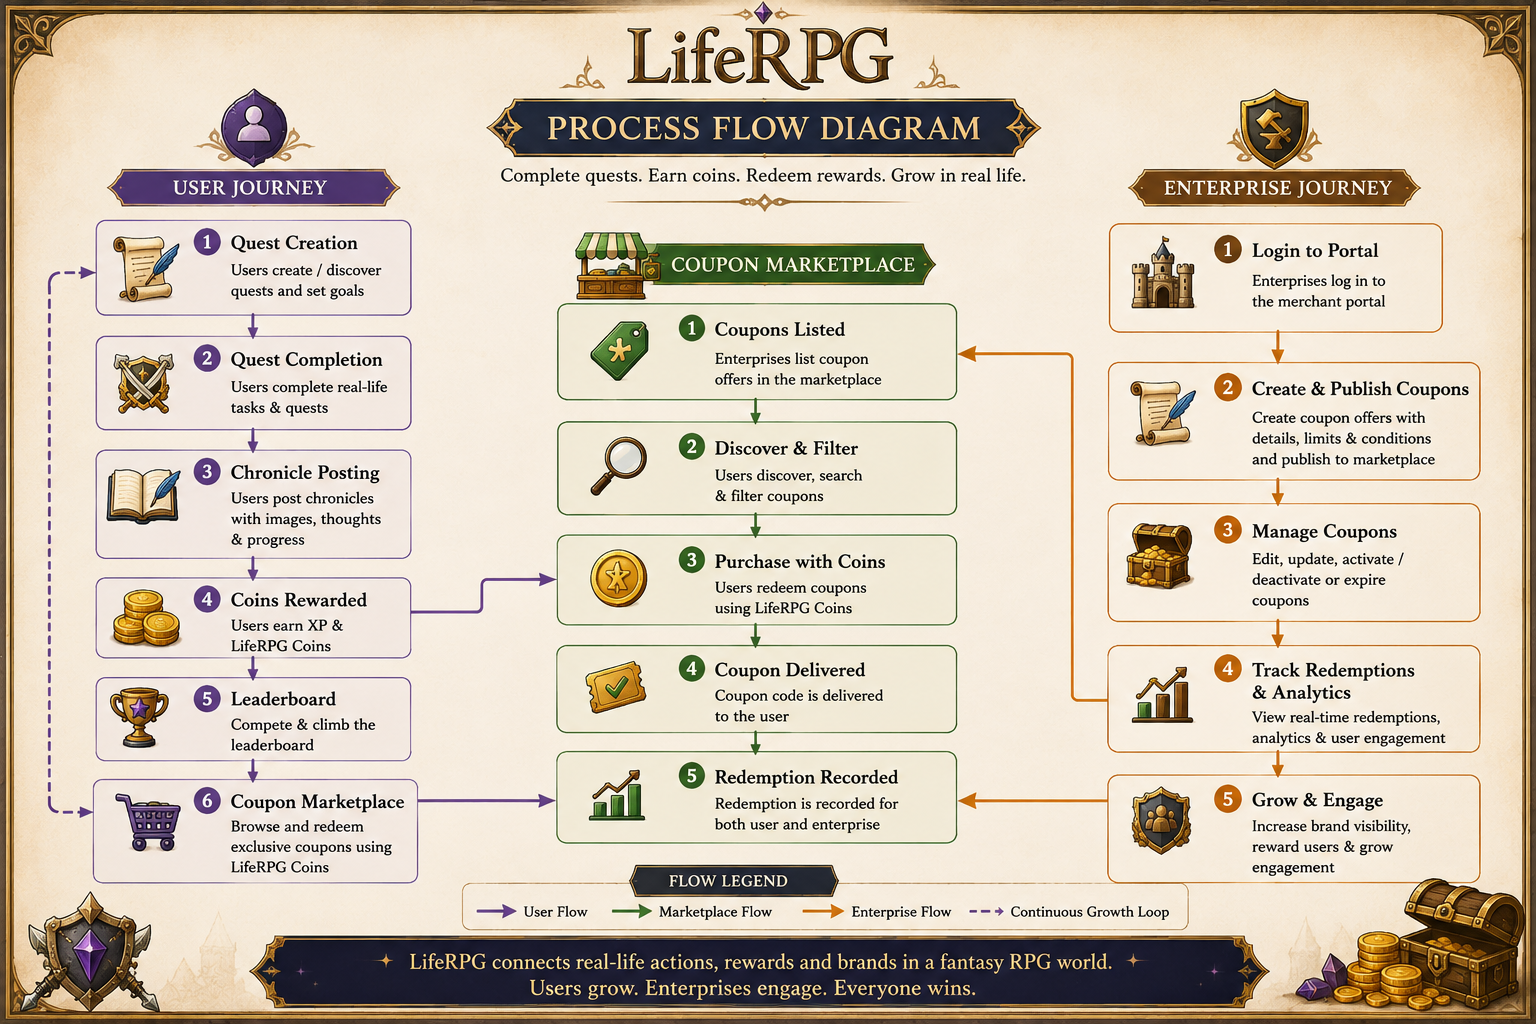 LifeRPG
PROCESS FLOW DIAGRAM
Complete quests. Earn coins. Redeem rewards. Grow in real life.
USER JOURNEY
1 Quest Creation
Users create / discover
quests and set goals
2 Quest Completion
Users complete real-life
tasks & quests
3 Chronicle Posting
Users post chronicles
with images, thoughts
& progress
4 Coins Rewarded
Users earn XP &
LifeRPG Coins
5 Leaderboard
Compete & climb the
leaderboard
6 Coupon Marketplace
Browse and redeem
exclusive coupons using
LifeRPG Coins
COUPON MARKETPLACE
1 Coupons Listed
Enterprises list coupon
offers in the marketplace
2 Discover & Filter
Users discover, search
& filter coupons
3 Purchase with Coins
Users redeem coupons
using LifeRPG Coins
4 Coupon Delivered
Coupon code is delivered
to the user
5 Redemption Recorded
Redemption is recorded for
both user and enterprise
ENTERPRISE JOURNEY
1 Login to Portal
Enterprises log in to
the merchant portal
2 Create & Publish Coupons
Create coupon offers with
details, limits & conditions
and publish to marketplace
3 Manage Coupons
Edit, update, activate /
deactivate or expire
coupons
4 Track Redemptions
& Analytics
View real-time redemptions,
analytics & user engagement
5 Grow & Engage
Increase brand visibility,
reward users & grow
engagement
FLOW LEGEND
User Flow
Marketplace Flow
Enterprise Flow
Continuous Growth Loop
LifeRPG connects real-life actions, rewards and brands in a fantasy RPG world.
Users grow. Enterprises engage. Everyone wins.